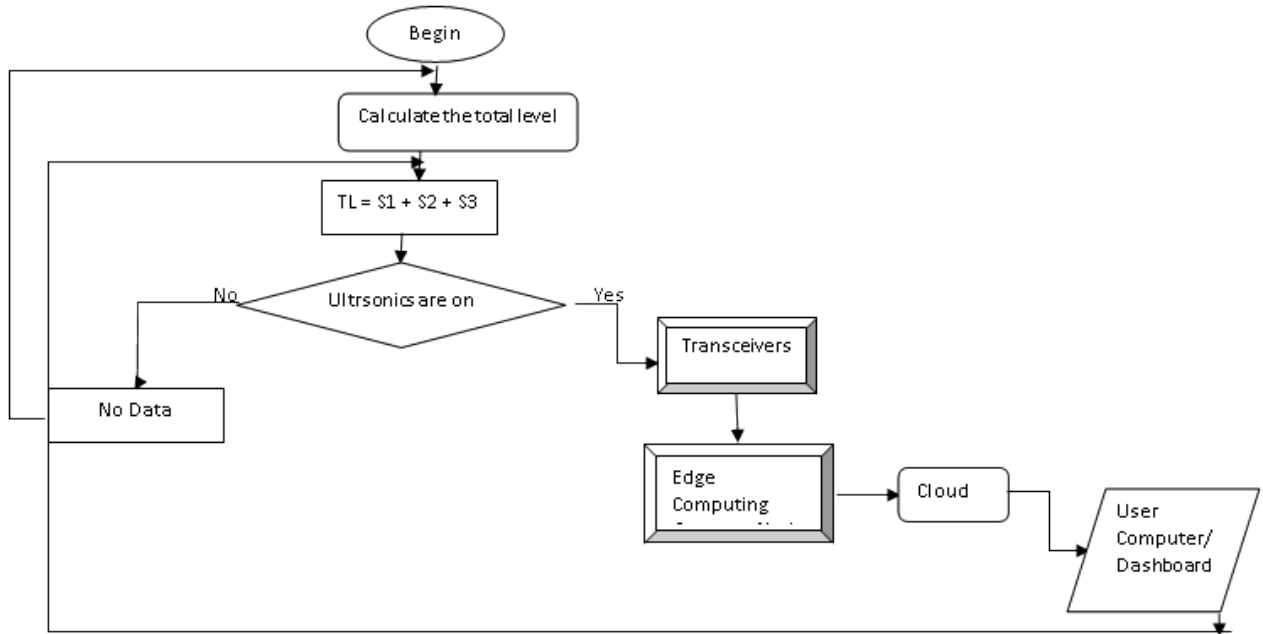 Begin
Calculate the total level
TL = S1 + S2 + S3
Ultrsonics are on
No
Yes
Transceivers
No Data
Edge
Computing
Cloud
User
Computer/
Dashboard